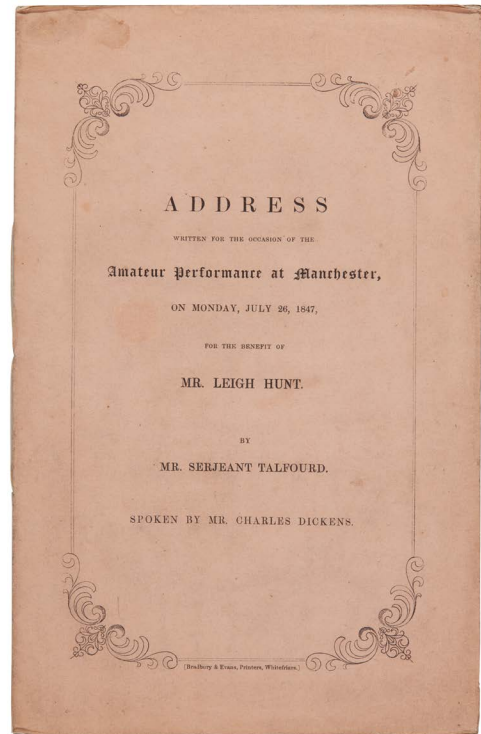 ADDRESS
WRITTEN FOR THE OCCASION OF THE
Amateur Performance at Manchester,
ON MONDAY, JULY 26, 1847,
FOR THE BENEFIT OF
MR. LEIGH HUNT.
BY
MR. SERJEANT TALFOURD.
SPOKEN BY MR. CHARLES DICKENS.
[Bradbury & Evans, Printers, Whitefriars.]